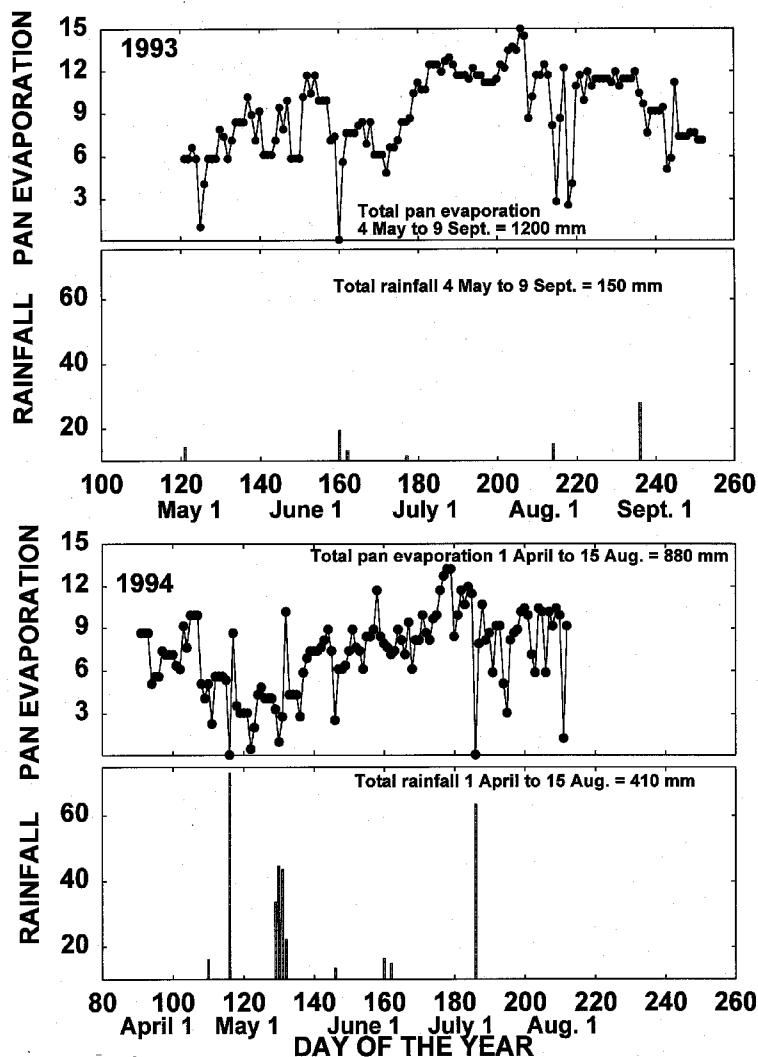 PAN EVAPORATION
15
12
9
6
3
1993
Total pan evaporation
4 May to 9 Sept. = 1200 mm
RAINFALL
60
40
20
Total rainfall 4 May to 9 Sept. = 150 mm
100 120 140 160 180 200 220 240 260
May 1 June 1 July 1 Aug. 1 Sept. 1
PAN EVAPORATION
15
12
9
6
3
Total pan evaporation 1 April to 15 Aug. = 880 mm
1994
RAINFALL
60
40
20
Total rainfall 1 April to 15 Aug. = 410 mm
80 100 120 140 160 180 200 220 240 260
April 1 May 1 June 1 July 1 Aug. 1
DAY OF THE YEAR